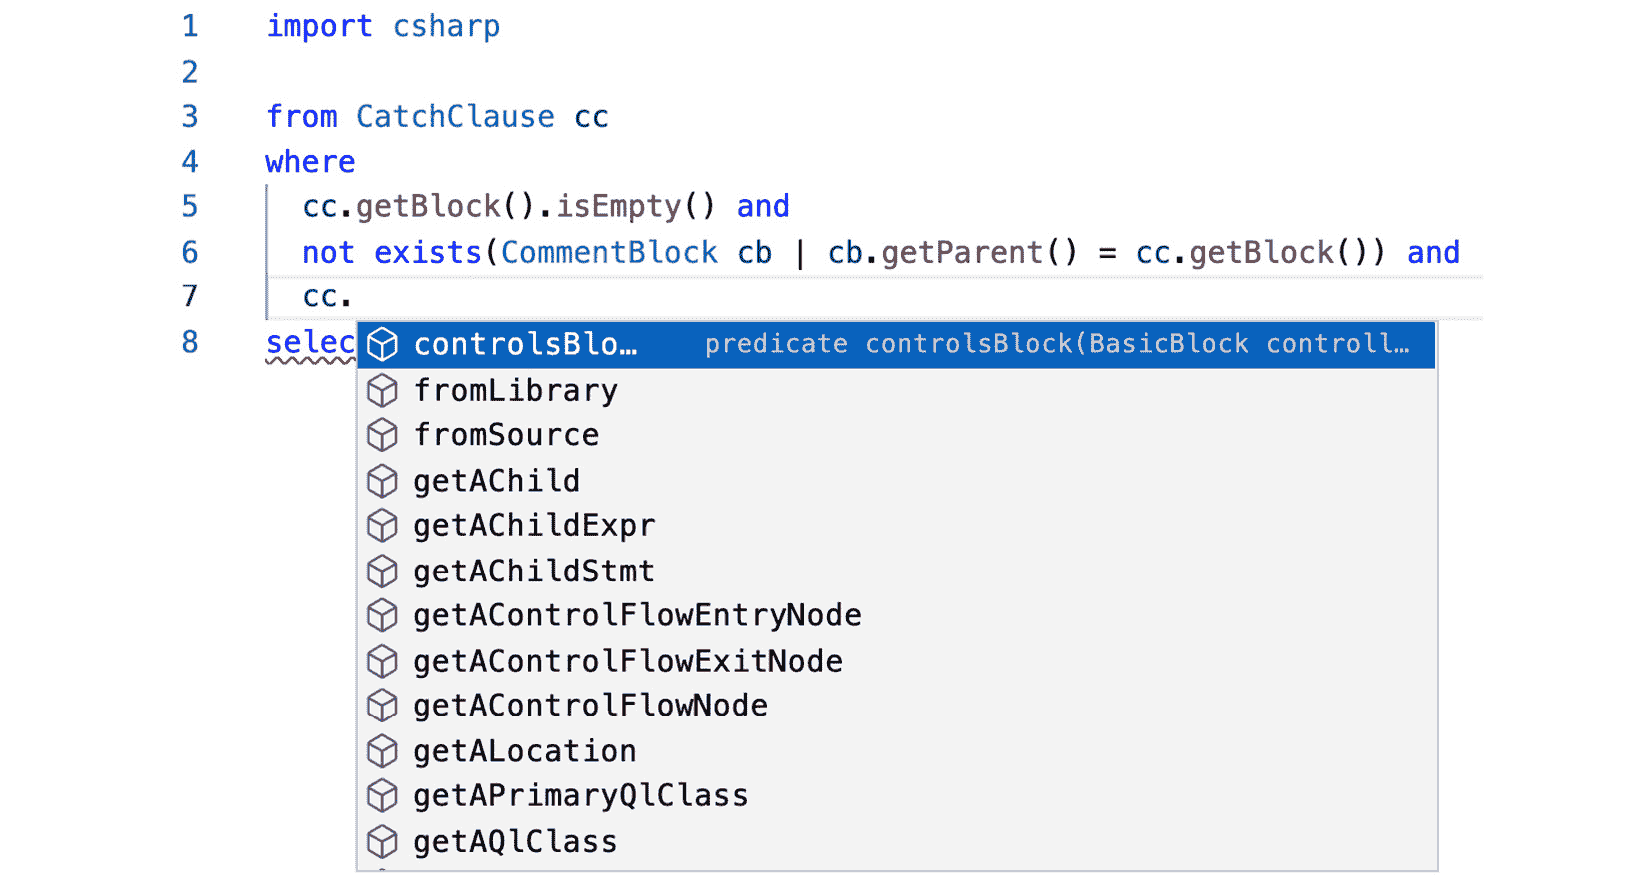 1 import csharp
2
3 from CatchClause cc
4 where
5 cc.getBlock().isEmpty() and
6 not exists(CommentBlock cb | cb.getParent() = cc.getBlock()) and
7 cc.
8 selec
controlsBlo… predicate controlsBlock(BasicBlock controll…
fromLibrary
fromSource
getAChild
getAChildExpr
getAChildStmt
getAControlFlowEntryNode
getAControlFlowExitNode
getAControlFlowNode
getALocation
getAPrimaryQlClass
getAQlClass